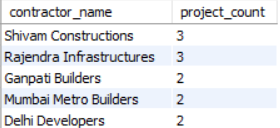 contractor_name project_count
Shivam Constructions 3
Rajendra Infrastructures 3
Ganpati Builders 2
Mumbai Metro Builders 2
Delhi Developers 2